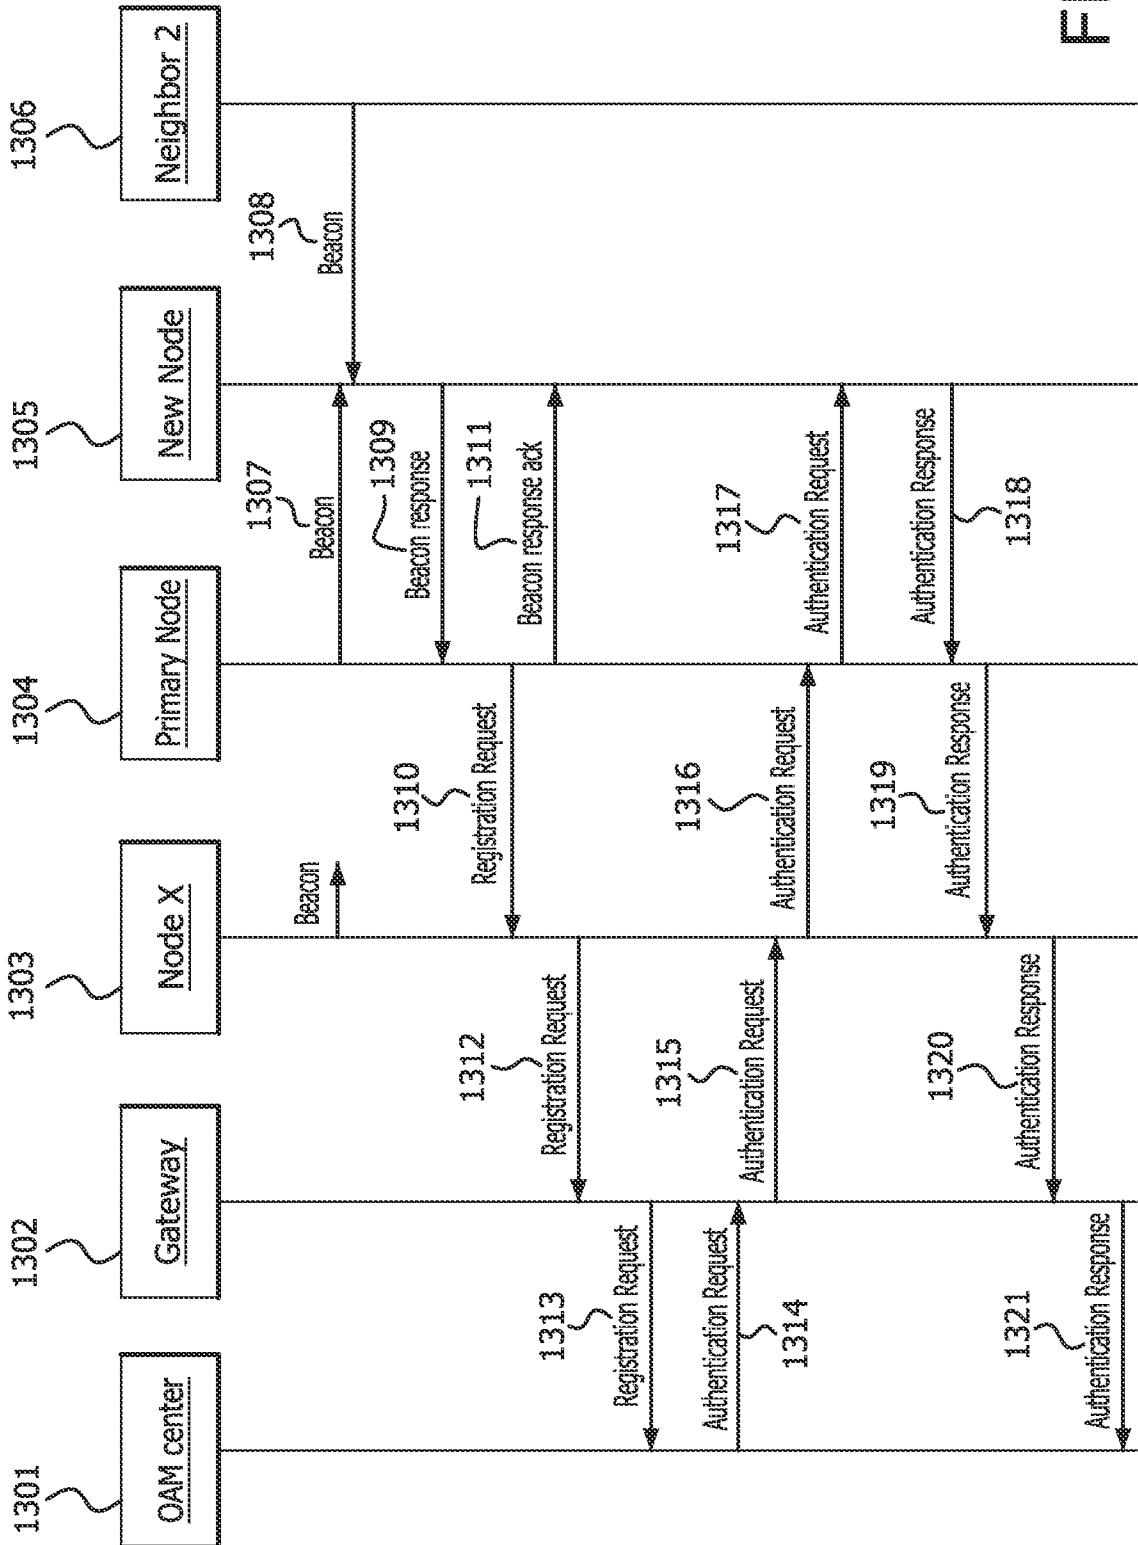 1301
OAM center
1302
Gateway
1303
Node X
1304
Primary Node
1305
New Node
1306
Neighbor 2
Beacon
1307
Beacon
1308
Beacon
1309
Beacon response
1310
Registration Request
1311
Beacon response ack
1312
Registration Request
1313
Registration Request
Authentication Request
1314
1315
Authentication Request
1316
Authentication Request
1317
Authentication Request
Authentication Response
1318
1319
Authentication Response
1320
Authentication Response
1321
Authentication Response